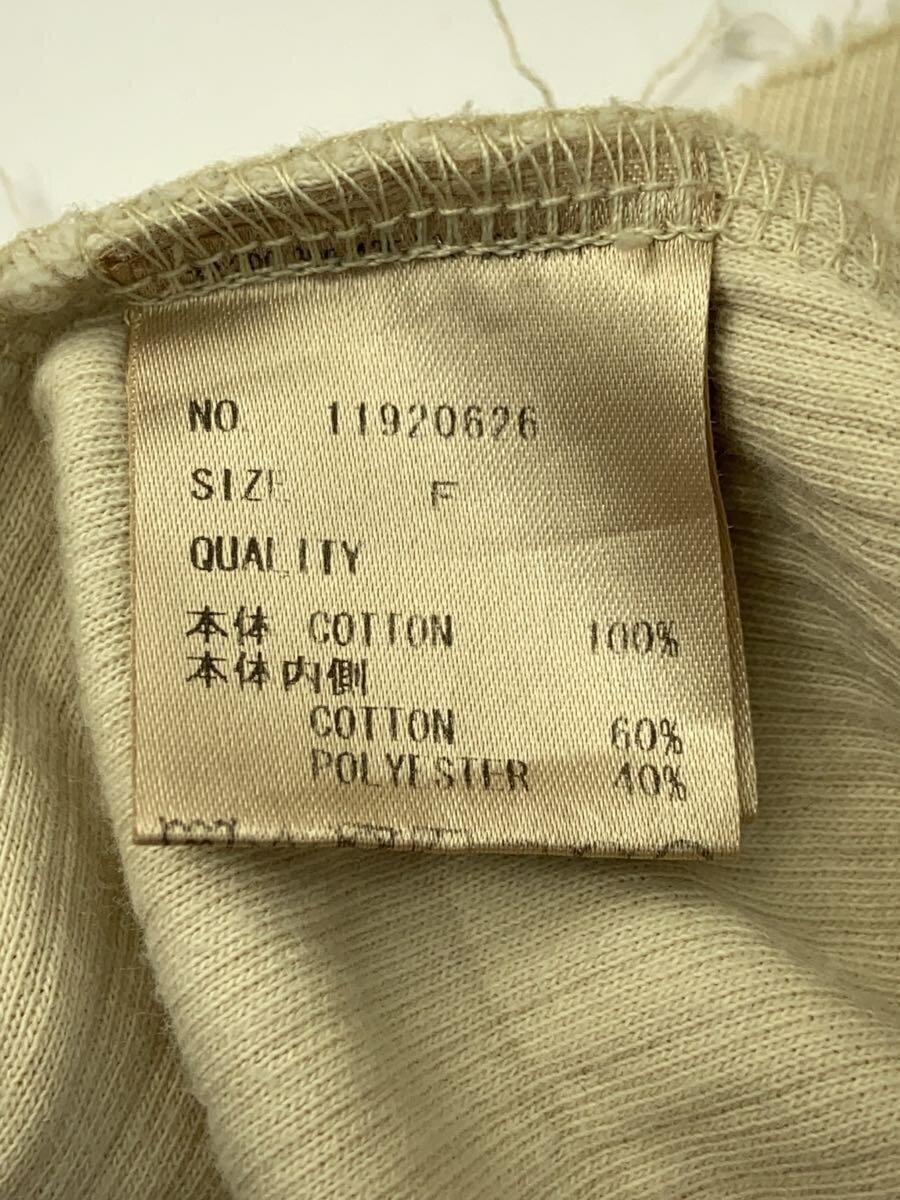 NO 11920626
SIZE F
QUALITY
本体 COTTON 100%
本体内側
COTTON 60%
POLYESTER 40%